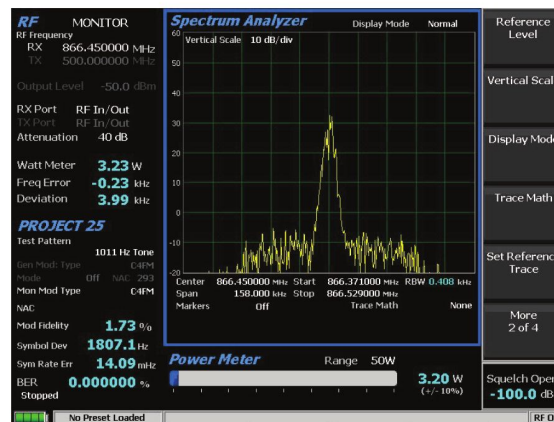 RF MONITOR
RF Frequency
RX 866.450000 MHz
TX 500.000000 MHz
Output Level -50.0 dBm
RX Port RF In/Out
TX Port RF In/Out
Attenuation 40 dB
Watt Meter 3.23 W
Freq Error -0.23 kHz
Deviation 3.99 kHz
PROJECT 25
Test Pattern
1011 Hz Tone
Gen Mod: Type C4FM
Mode Off NAC 293
Mon Mod Type C4FM
NAC
Mod Fidelity 1.73 %
Symbol Dev 1807.1 Hz
Sym Rate Err 14.09 mHz
BER 0.000000 %
Stopped
Spectrum Analyzer Display Mode Normal
Vertical Scale 10 dB/div
60
50
40
30
20
10
0
-10
-20
Center 866.450000 MHz Start 866.371000 MHz RBW 0.408 kHz
Span 158.000 kHz Stop 866.529000 MHz
Markers Off Trace Math None
Power Meter Range 50W
3.20 W
(+/- 10%)
Reference
Level
Vertical Scal
Display Mod
Trace Math
Set Referenc
Trace
More
2 of 4
Squelch Oper
-100.0 dB
No Preset Loaded
RF O